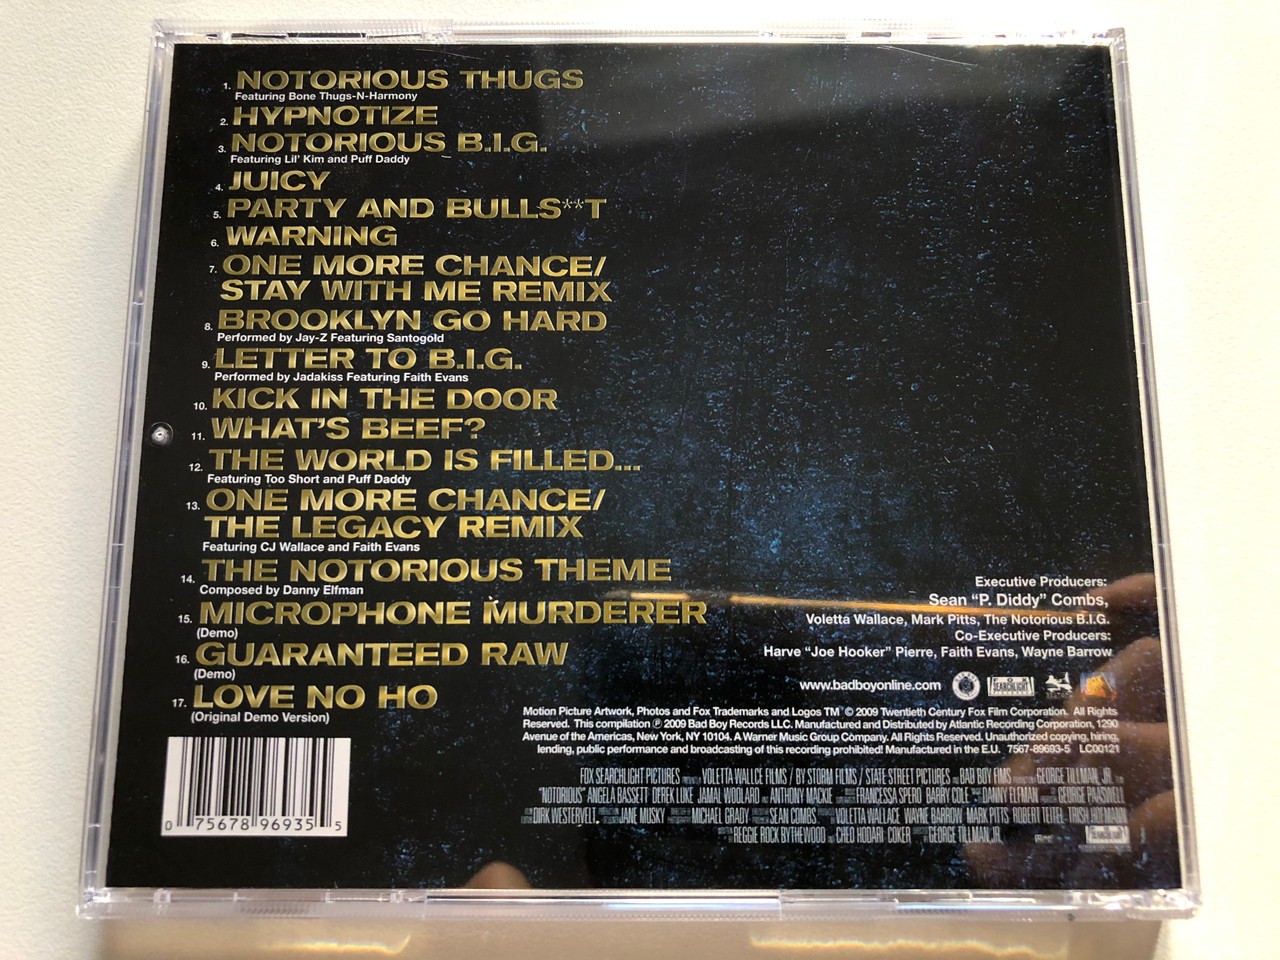 1. NOTORIOUS THUGS
Featuring Bone Thugs-N-Harmony
2. HYPNOTIZE
3. NOTORIOUS B.I.G.
Featuring Lil' Kim and Puff Daddy
4. JUICY
5. PARTY AND BULLS**T
6. WARNING
7. ONE MORE CHANCE/
STAY WITH ME REMIX
8. BROOKLYN GO HARD
Performed by Jay-Z Featuring Santogold
9. LETTER TO B.I.G.
Performed by Jadakiss Featuring Faith Evans
10. KICK IN THE DOOR
11. WHAT'S BEEF?
12. THE WORLD IS FILLED...
Featuring Too Short and Puff Daddy
13. ONE MORE CHANCE/
THE LEGACY REMIX
Featuring CJ Wallace and Faith Evans
14. THE NOTORIOUS THEME
Composed by Danny Elfman
15. MICROPHONE MURDERER
(Demo)
16. GUARANTEED RAW
(Demo)
17. LOVE NO HO
(Original Demo Version)
Executive Producers:
Sean "P. Diddy" Combs,
Voletta Wallace, Mark Pitts, The Notorious B.I.G.
Co-Executive Producers:
Harve "Joe Hooker" Pierre, Faith Evans, Wayne Barrow
www.badboyonline.com
FOX SEARCHLIGHT
Motion Picture Artwork, Photos and Fox Trademarks and Logos TM © 2009 Twentieth Century Fox Film Corporation. All Rights
Reserved. This compilation ℗ 2009 Bad Boy Records LLC. Manufactured and Distributed by Atlantic Recording Corporation, 1290
Avenue of the Americas, New York, NY 10104. A Warner Music Group Company. All Rights Reserved. Unauthorized copying, hiring,
lending, public performance and broadcasting of this recording prohibited! Manufactured in the E.U. 7567-89693-5 LC00121
FOX SEARCHLIGHT PICTURES VOLETTA WALLCE FILMS / BY STORM FILMS / STATE STREET PICTURES BAD BOY FIMS GEORGE TILLMAN, JR.
"NOTORIOUS" ANGELA BASSETT DEREK LUKE JAMAL WOOLARD ANTHONY MACKIE FRANCESSA SPERO BARRY COLE DANNY ELFMAN GEORGE PAASWELL
DIRK WESTERVELT JANE MUSKY MICHAEL GRADY SEAN COMBS VOLETTA WALLACE WAYNE BARROW MARK PITTS ROBERT TEITEL TRISH HOFMANN
REGGIE ROCK BYTHEWOOD CHEO HODARI COKER GEORGE TILLMAN, JR.
0 75678 96935 5